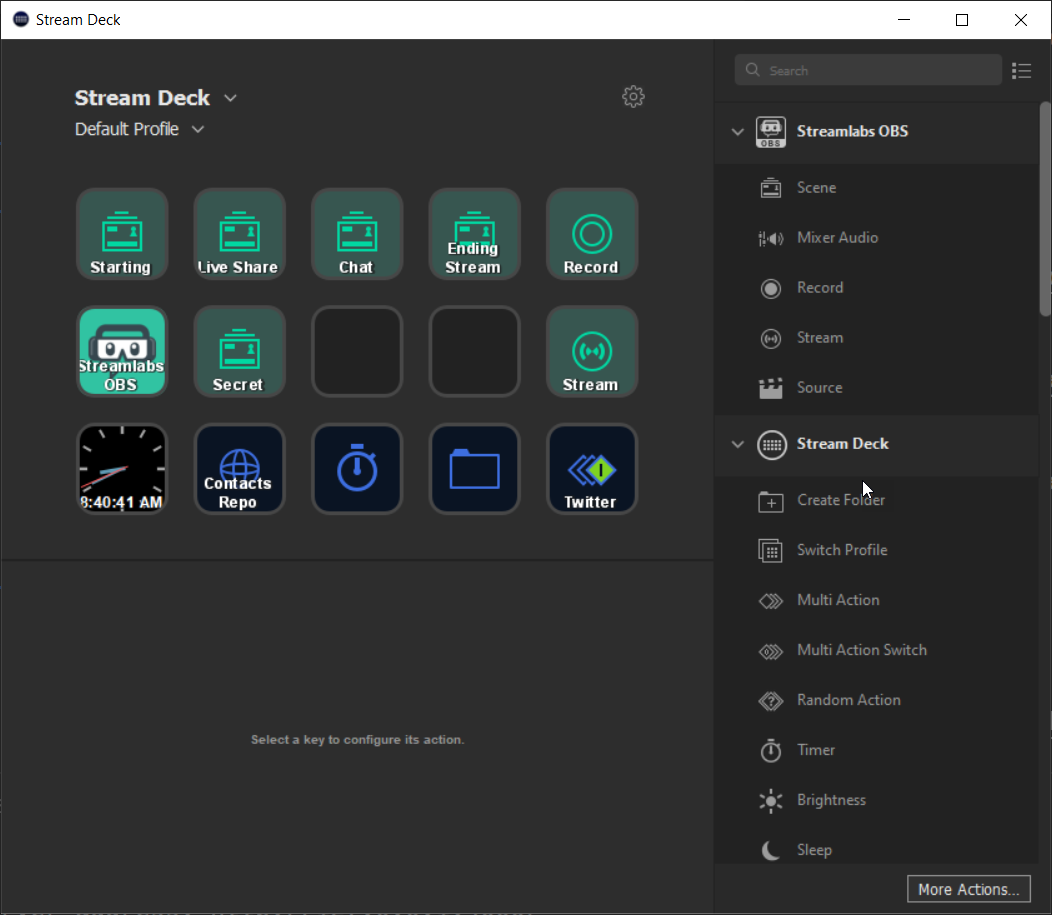 Stream Deck
Stream Deck
Default Profile
Search
Starting
Live Share
Chat
Ending
Stream
Record
Streamlabs
OBS
Secret
Stream
8:40:41 AM
Contacts
Repo
Twitter
Select a key to configure its action.
OBS
Streamlabs OBS
Scene
Mixer Audio
Record
Stream
Source
Stream Deck
Create Folder
Switch Profile
Multi Action
Multi Action Switch
Random Action
Timer
Brightness
Sleep
More Actions...